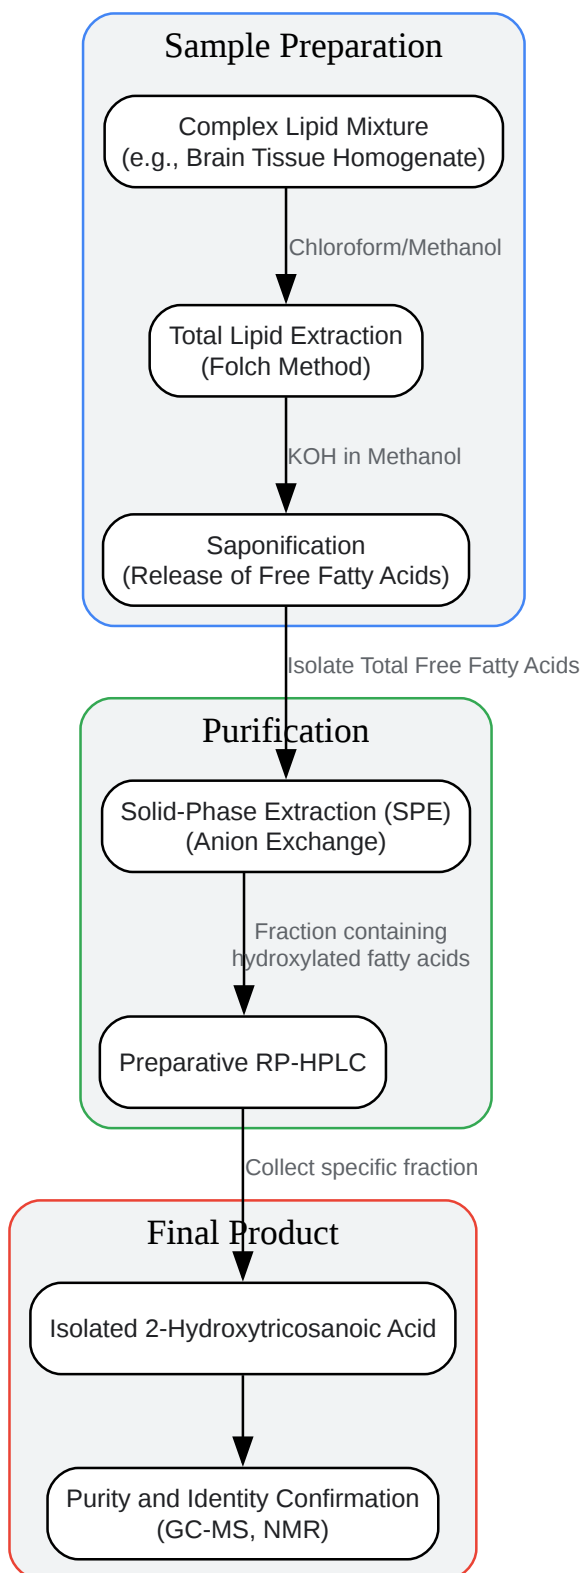 Sample Preparation
Complex Lipid Mixture
(e.g., Brain Tissue Homogenate)
Chloroform/Methanol
Total Lipid Extraction
(Folch Method)
KOH in Methanol
Saponification
(Release of Free Fatty Acids)
Isolate Total Free Fatty Acids
Purification
Solid-Phase Extraction (SPE)
(Anion Exchange)
Fraction containing
hydroxylated fatty acids
Preparative RP-HPLC
Collect specific fraction
Final Product
Isolated 2-Hydroxytricosanoic Acid
Purity and Identity Confirmation
(GC-MS, NMR)